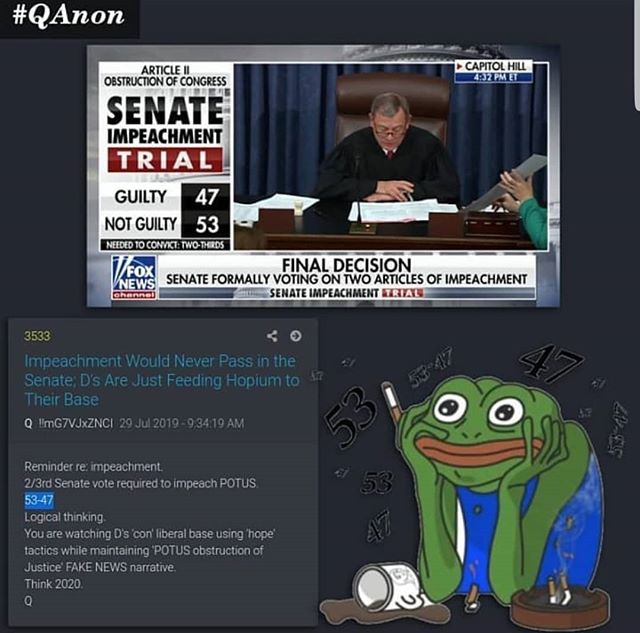 #QAnon
ARTICLE II
OBSTRUCTION OF CONGRESS
SENATE
IMPEACHMENT
TRIAL
GUILTY 47
NOT GUILTY 53
NEEDED TO CONVICT: TWO-THIRDS
CAPITOL HILL
4:32 PM ET
FOX
NEWS
channel
FINAL DECISION
SENATE FORMALLY VOTING ON TWO ARTICLES OF IMPEACHMENT
SENATE IMPEACHMENT TRIAL
3533
Impeachment Would Never Pass in the
Senate; D's Are Just Feeding Hopium to
Their Base
Q !!mG7VJxZNCI 29 Jul 2019 - 9:34:19 AM
Reminder re: impeachment.
2/3rd Senate vote required to impeach POTUS.
53-47
Logical thinking.
You are watching D's 'con' liberal base using 'hope'
tactics while maintaining 'POTUS obstruction of
Justice' FAKE NEWS narrative.
Think 2020.
Q
53-47
47
53
53
47